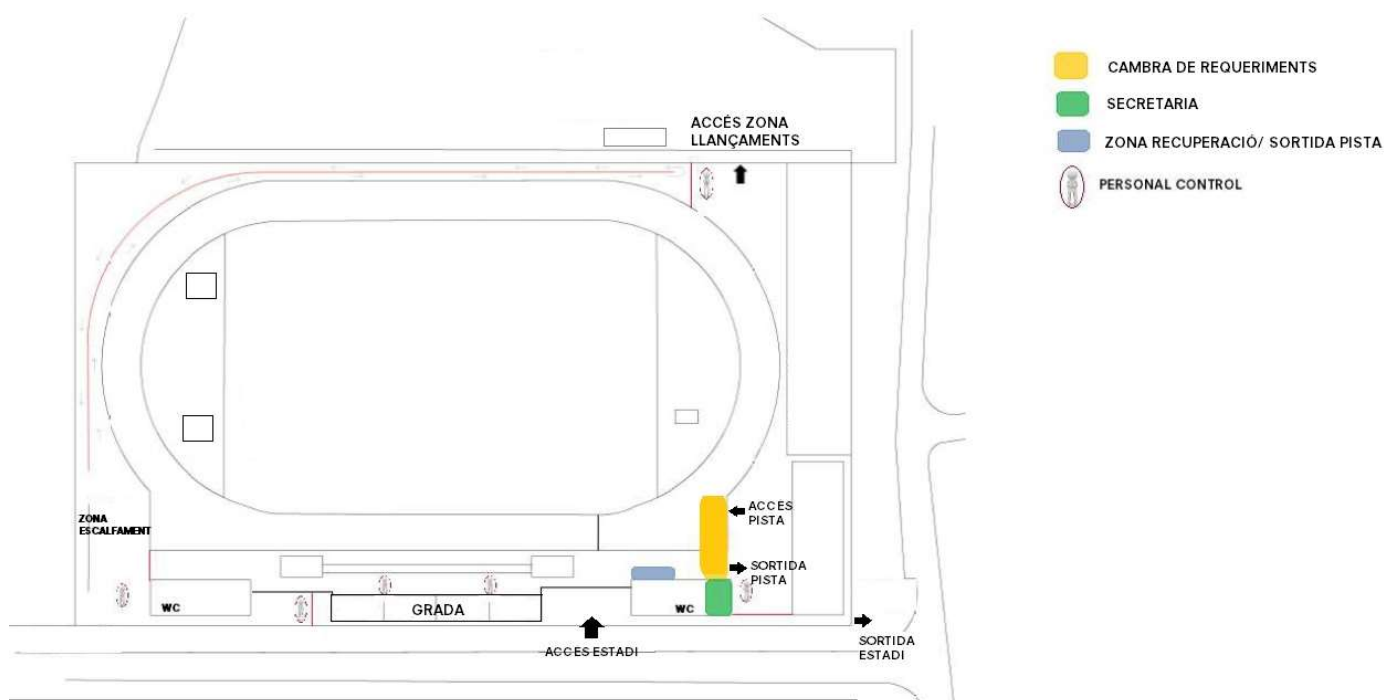 CAMBRA DE REQUERIMENTS
SECRETARIA
ZONA RECUPERACIÓ/ SORTIDA PISTA
PERSONAL CONTROL
ACCÉS ZONA
LLANÇAMENTS
ACCES
PISTA
ZONA
ESCALFAMENT
SORTIDA
PISTA
WC
GRADA
WC
ACCES ESTADI
SORTIDA
ESTADI